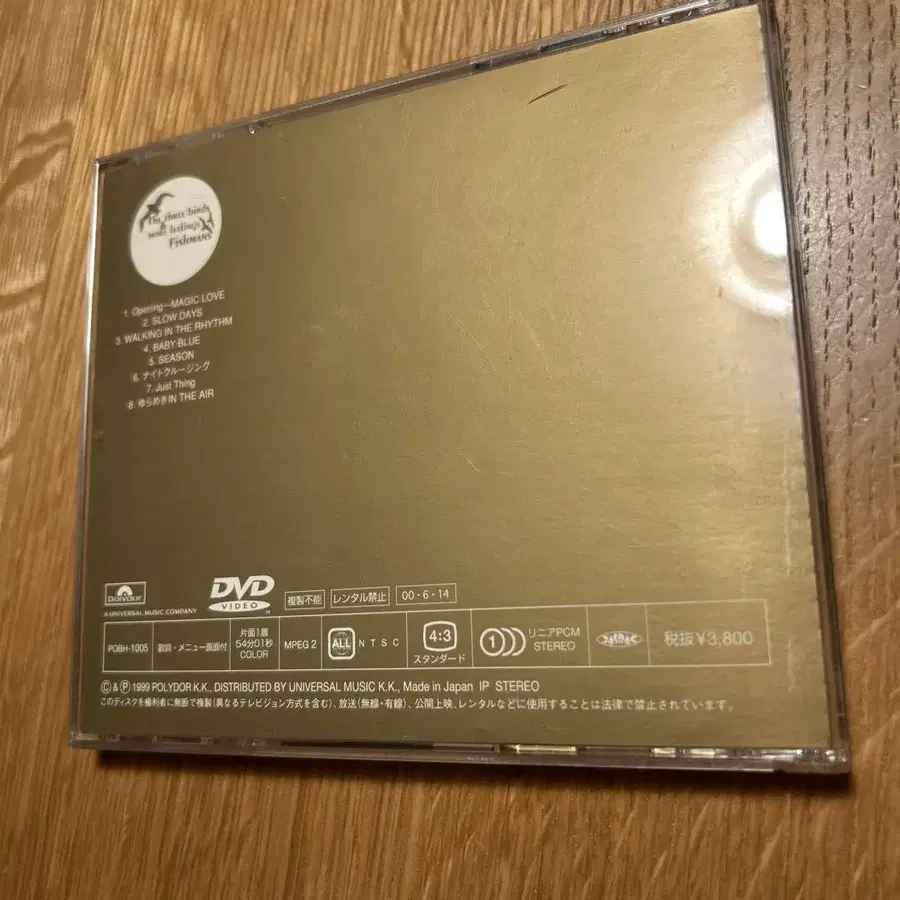 The three birds
& more feelings
Fishmans
1. Opening—MAGIC LOVE
2. SLOW DAYS
3. WALKING IN THE RHYTHM
4. BABY BLUE
5. SEASON
6. ナイトクルージング
7. Just Thing
8. ゆらめき IN THE AIR
Polydor
A UNIVERSAL MUSIC COMPANY
DVD
VIDEO
複製不能
レンタル禁止
00・6・14
POBH-1005
歌詞・メニュー画面付
片面1層
54分01秒
COLOR
MPEG 2
ALL
NTSC
4:3
スタンダード
1
リニアPCM
STEREO
税抜¥3,800
©&℗1999 POLYDOR K.K., DISTRIBUTED BY UNIVERSAL MUSIC K.K., Made in Japan IP STEREO
このディスクを権利者に無断で複製(異なるテレビジョン方式を含む)、放送(無線・有線)、公開上映、レンタルなどに使用することは法律で禁止されています。